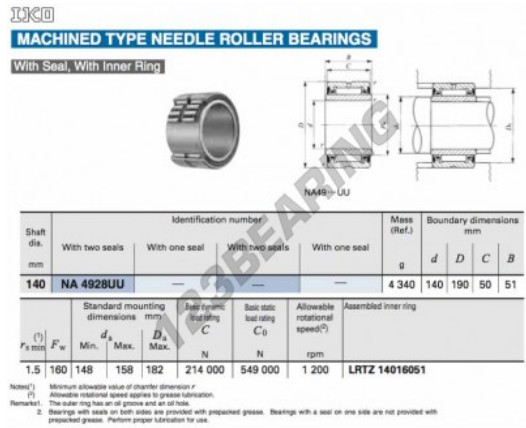 IKO
MACHINED TYPE NEEDLE ROLLER BEARINGS
With Seal, With Inner Ring
B
C
r
D
d
NA49…UU
Shaft dia. mm
Identification number
Mass (Ref.) g
Boundary dimensions mm
With two seals
With one seal
With two seals
With one seal
d D C B
140 NA 4928UU — — — 4 340 140 190 50 51
Standard mounting dimensions mm
Basic dynamic load rating C N
Basic static load rating C0 N
Allowable rotational speed(2) rpm
Assembled inner ring
(1) rs min Fw
da Min. Max.
Da Max.
1.5 160 148 158 182 214 000 549 000 1 200 LRTZ 14016051
Notes(1) Minimum allowable value of chamfer dimension r
(2) Allowable rotational speed applies to grease lubrication.
Remarks1. The outer ring has an oil groove and an oil hole.
2. Bearings with seals on both sides are provided with prepacked grease. Bearings with a seal on one side are not provided with
prepacked grease. Perform proper lubrication for use.
123BEARING